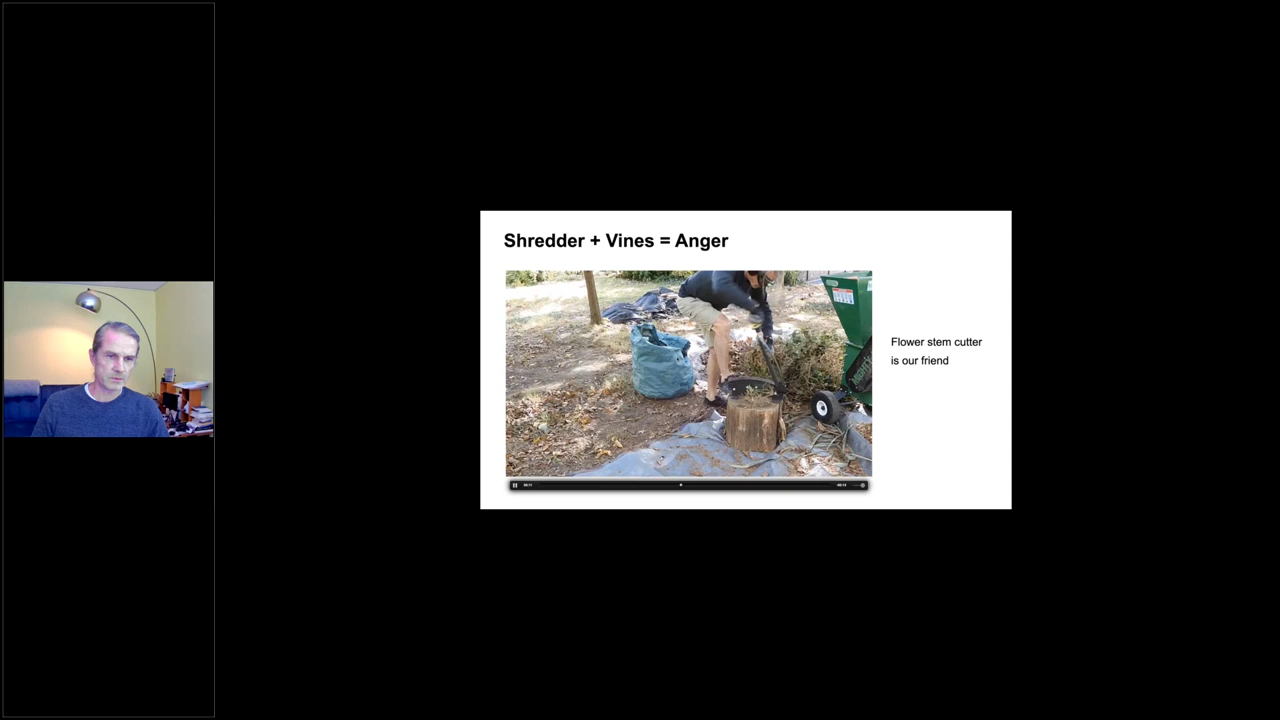 Shredder + Vines = Anger
Flower stem cutter
is our friend